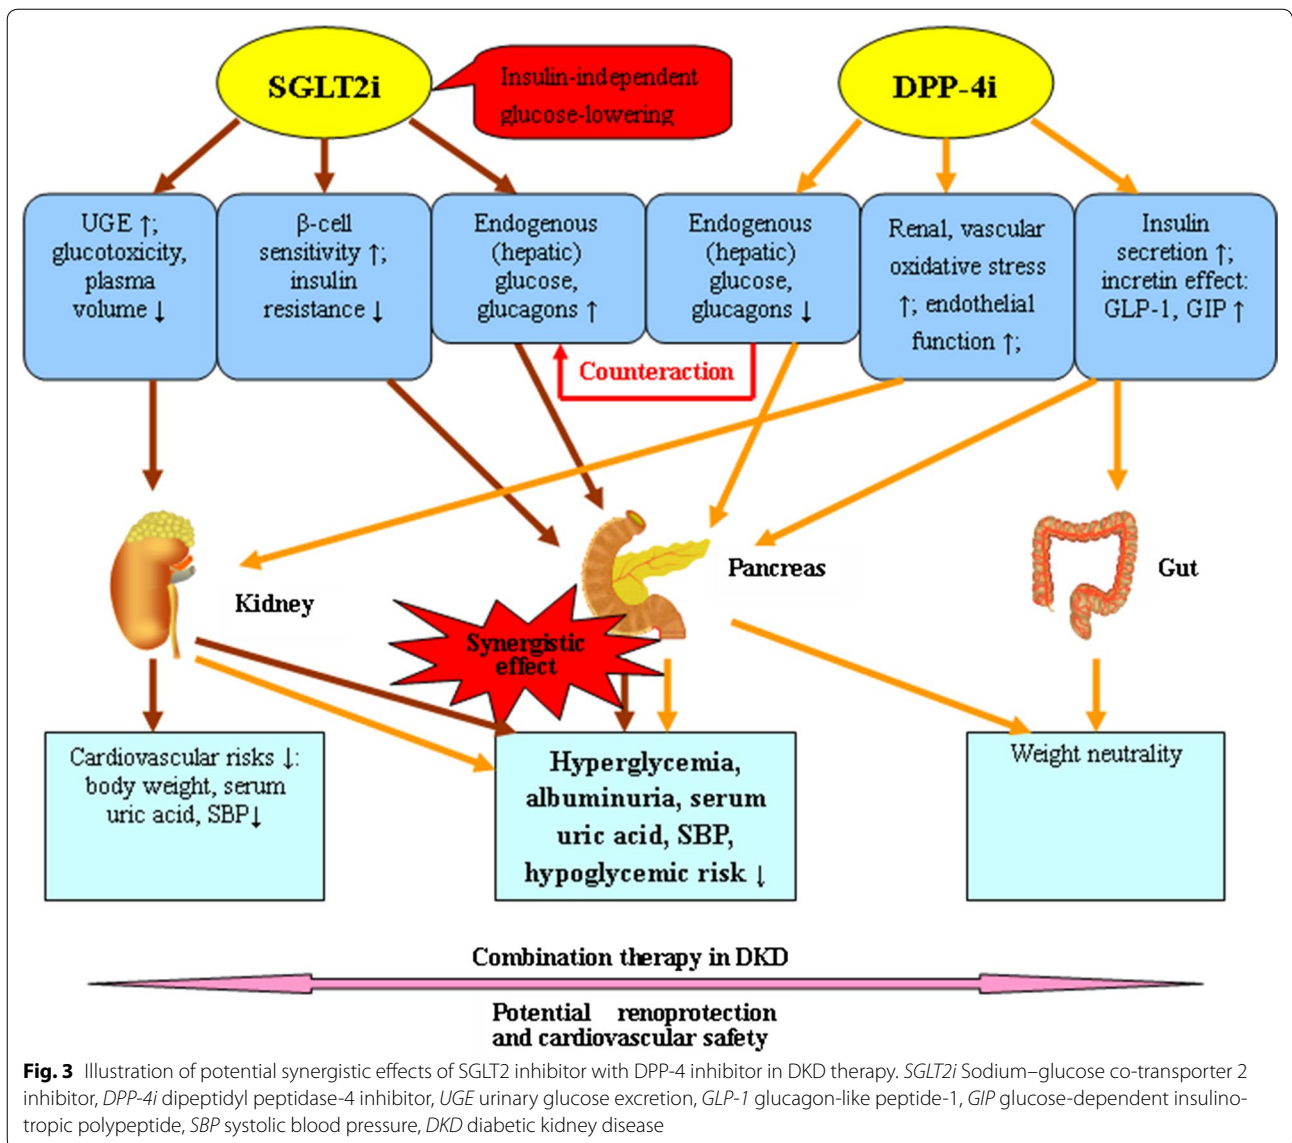 SGLT2i
Insulin-independent
glucose-lowering
DPP-4i
UGE ↑;
glucotoxicity,
plasma
volume ↓
β-cell
sensitivity ↑;
insulin
resistance ↓
Endogenous
(hepatic)
glucose,
glucagons ↑
Endogenous
(hepatic)
glucose,
glucagons ↓
Renal, vascular
oxidative stress
↑; endothelial
function ↑;
Insulin
secretion ↑;
incretin effect:
GLP-1, GIP ↑
Counteraction
Kidney
Pancreas
Gut
Synergistic
effect
Cardiovascular risks ↓:
body weight, serum
uric acid, SBP↓
Hyperglycemia,
albuminuria, serum
uric acid, SBP,
hypoglycemic risk ↓
Weight neutrality
Combination therapy in DKD
Potential renoprotection
and cardiovascular safety
Fig. 3 Illustration of potential synergistic effects of SGLT2 inhibitor with DPP-4 inhibitor in DKD therapy. SGLT2i Sodium–glucose co-transporter 2
inhibitor, DPP-4i dipeptidyl peptidase-4 inhibitor, UGE urinary glucose excretion, GLP-1 glucagon-like peptide-1, GIP glucose-dependent insulino-
tropic polypeptide, SBP systolic blood pressure, DKD diabetic kidney disease